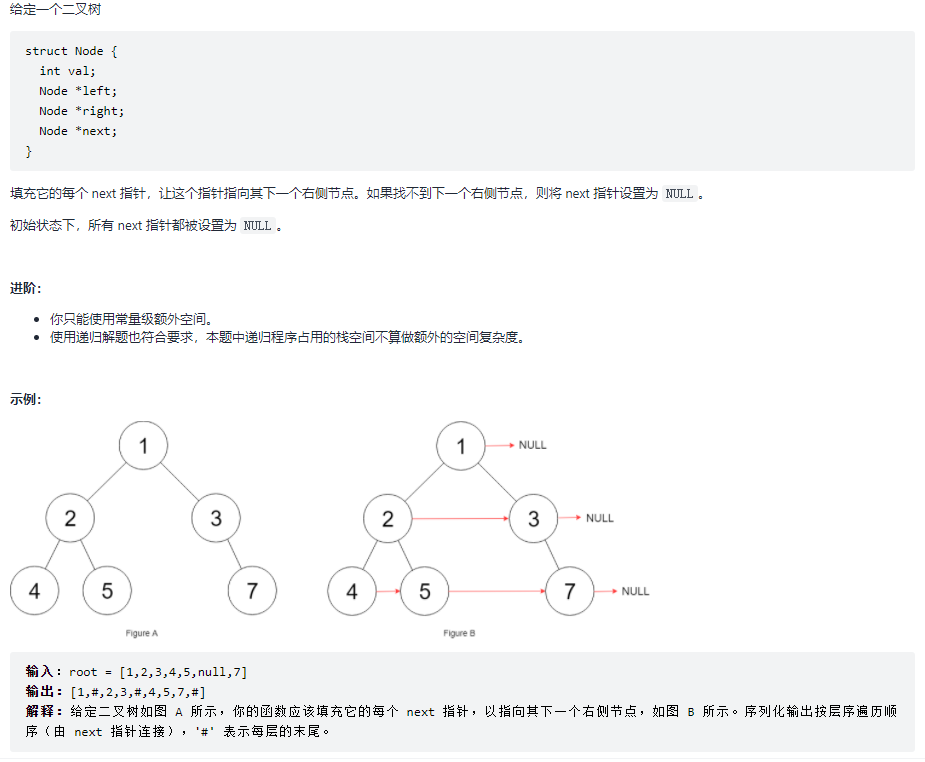 给定一个二叉树
struct Node {
  int val;
  Node *left;
  Node *right;
  Node *next;
}
填充它的每个 next 指针，让这个指针指向其下一个右侧节点。如果找不到下一个右侧节点，则将 next 指针设置为 NULL 。
初始状态下，所有 next 指针都被设置为 NULL 。
进阶：
• 你只能使用常量级额外空间。
• 使用递归解题也符合要求，本题中递归程序占用的栈空间不算做额外的空间复杂度。
示例：
1 1 NULL
2 3 2 3 NULL
4 5 7 4 5 7 NULL
Figure A Figure B
输入：root = [1,2,3,4,5,null,7]
输出：[1,#,2,3,#,4,5,7,#]
解释：给定二叉树如图 A 所示，你的函数应该填充它的每个 next 指针，以指向其下一个右侧节点，如图 B 所示。序列化输出按层序遍历顺
序（由 next 指针连接），'#' 表示每层的末尾。